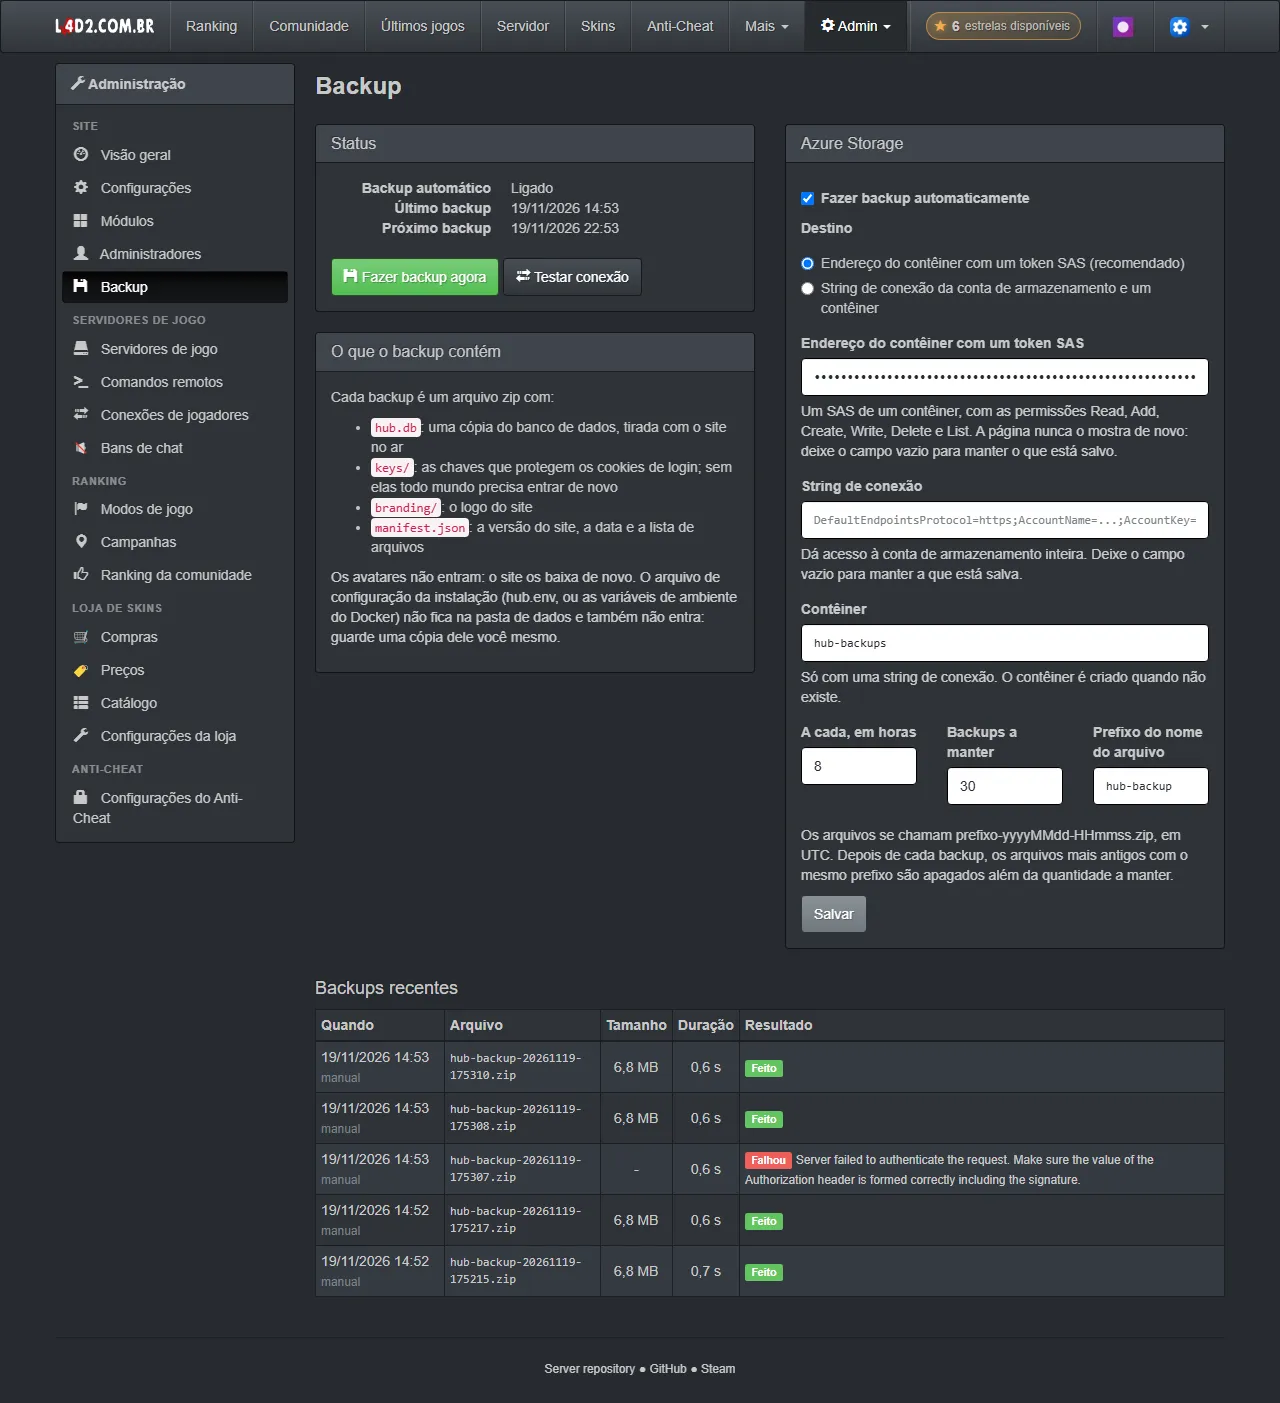 L4D2.COM.BR Ranking Comunidade Últimos jogos Servidor Skins Anti-Cheat Mais Admin 6 estrelas disponíveis
Administração
SITE
Visão geral
Configurações
Módulos
Administradores
Backup
SERVIDORES DE JOGO
Servidores de jogo
Comandos remotos
Conexões de jogadores
Bans de chat
RANKING
Modos de jogo
Campanhas
Ranking da comunidade
LOJA DE SKINS
Compras
Preços
Catálogo
Configurações da loja
ANTI-CHEAT
Configurações do Anti-
Cheat
Backup
Status
Backup automático Ligado
Último backup 19/11/2026 14:53
Próximo backup 19/11/2026 22:53
Fazer backup agora Testar conexão
O que o backup contém
Cada backup é um arquivo zip com:
• hub.db: uma cópia do banco de dados, tirada com o site
no ar
• keys/: as chaves que protegem os cookies de login; sem
elas todo mundo precisa entrar de novo
• branding/: o logo do site
• manifest.json: a versão do site, a data e a lista de
arquivos
Os avatares não entram: o site os baixa de novo. O arquivo de
configuração da instalação (hub.env, ou as variáveis de ambiente
do Docker) não fica na pasta de dados e também não entra:
guarde uma cópia dele você mesmo.
Azure Storage
Fazer backup automaticamente
Destino
Endereço do contêiner com um token SAS (recomendado)
String de conexão da conta de armazenamento e um
contêiner
Endereço do contêiner com um token SAS
••••••••••••••••••••••••••••••••••••••••••••••••••••••••••
Um SAS de um contêiner, com as permissões Read, Add,
Create, Write, Delete e List. A página nunca o mostra de novo:
deixe o campo vazio para manter o que está salvo.
String de conexão
DefaultEndpointsProtocol=https;AccountName=...;AccountKey=
Dá acesso à conta de armazenamento inteira. Deixe o campo
vazio para manter a que está salva.
Contêiner
hub-backups
Só com uma string de conexão. O contêiner é criado quando não
existe.
A cada, em horas
8
Backups a
manter
30
Prefixo do nome
do arquivo
hub-backup
Os arquivos se chamam prefixo-yyyyMMdd-HHmmss.zip, em
UTC. Depois de cada backup, os arquivos mais antigos com o
mesmo prefixo são apagados além da quantidade a manter.
Salvar
Backups recentes
Quando Arquivo Tamanho Duração Resultado
19/11/2026 14:53 hub-backup-20261119- 6,8 MB 0,6 s Feito
manual 175310.zip
19/11/2026 14:53 hub-backup-20261119- 6,8 MB 0,6 s Feito
manual 175308.zip
19/11/2026 14:53 hub-backup-20261119- - 0,6 s Falhou Server failed to authenticate the request. Make sure the value of the
manual 175307.zip Authorization header is formed correctly including the signature.
19/11/2026 14:52 hub-backup-20261119- 6,8 MB 0,6 s Feito
manual 175217.zip
19/11/2026 14:52 hub-backup-20261119- 6,8 MB 0,7 s Feito
manual 175215.zip
Server repository ● GitHub ● Steam